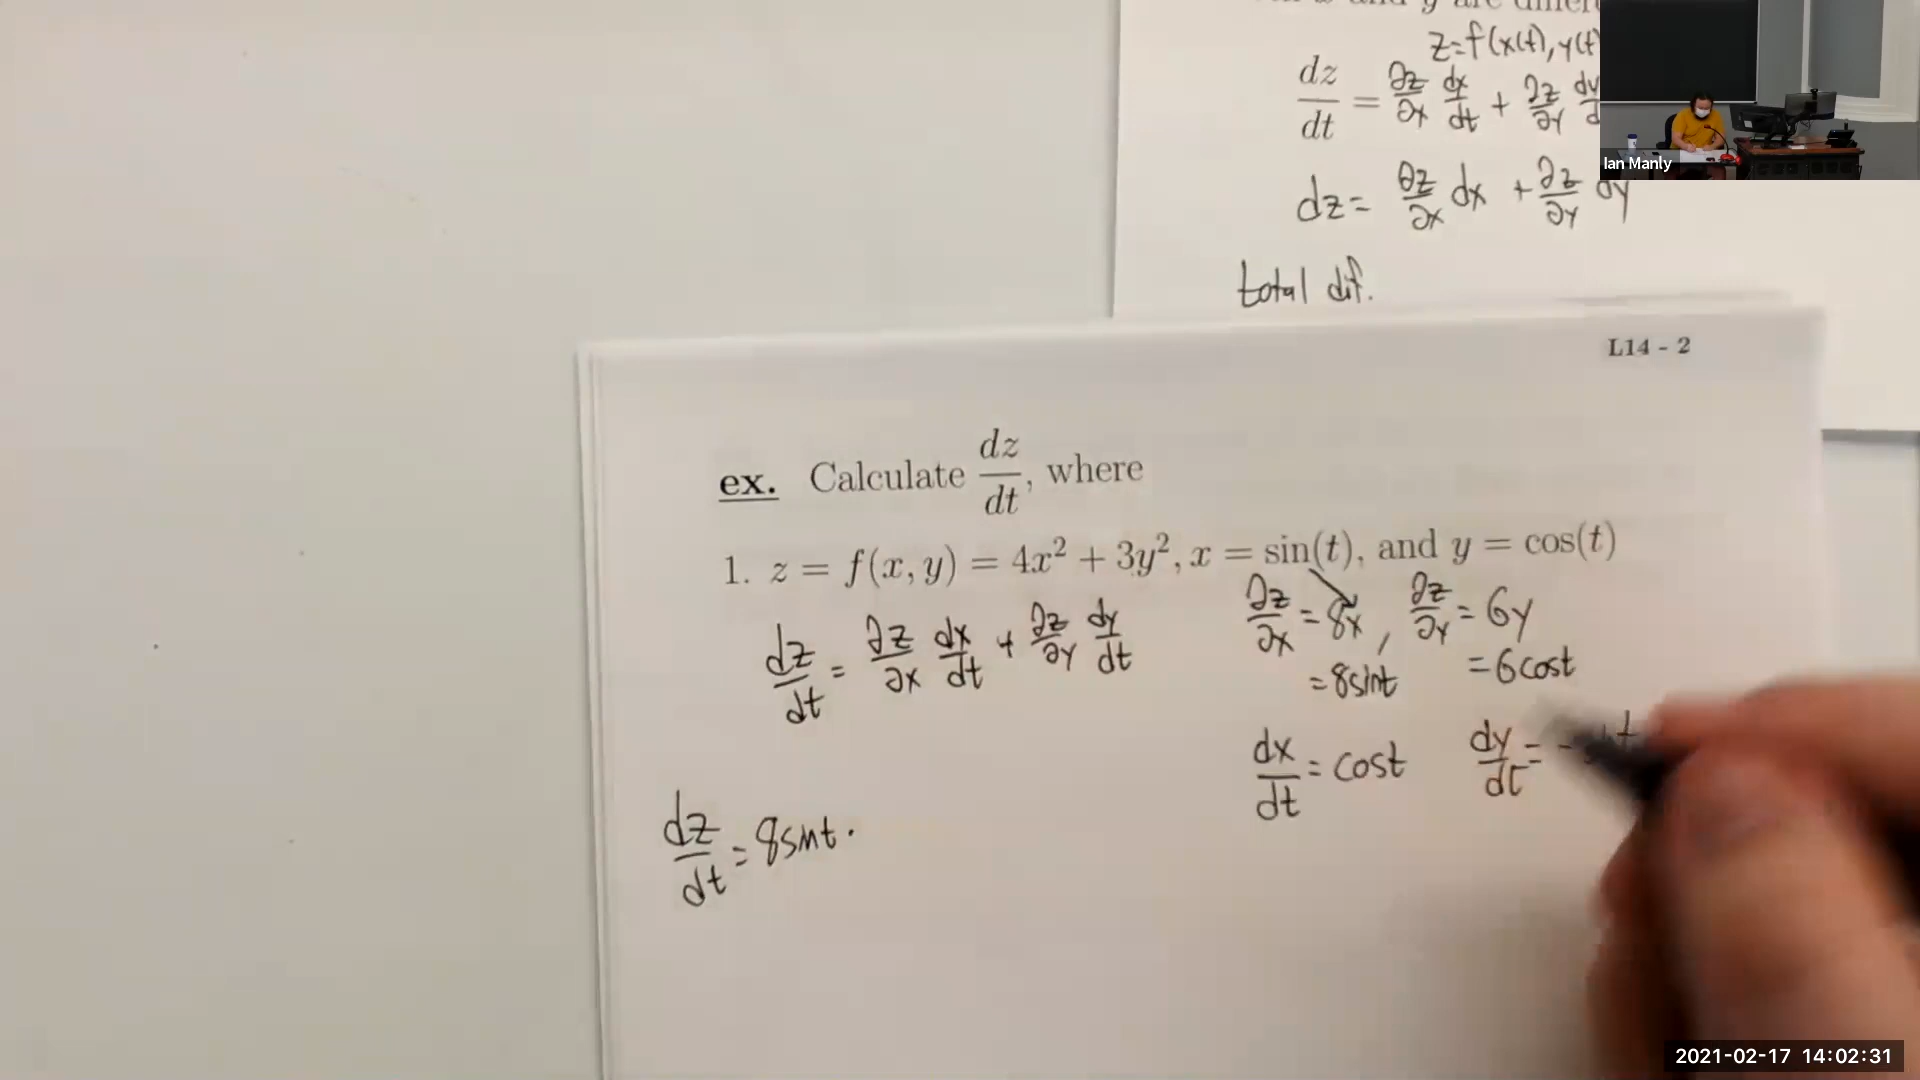 z=f(x(t),y(t)
dz/dt = ∂z/∂x dx/dt + ∂z/∂y
dz = ∂z/∂x dx + ∂z/∂y dy
total dif.
Ian Manly
L14 - 2
ex. Calculate dz/dt, where
1. z = f(x, y) = 4x² + 3y², x = sin(t), and y = cos(t)
dz/dt = ∂z/∂x dx/dt + ∂z/∂y dy/dt
∂z/∂x = 8x, ∂z/∂y = 6y
= 8sint = 6cost
dx/dt = cost dy/dt = -
dz/dt = 8sint ·
2021-02-17 14:02:31